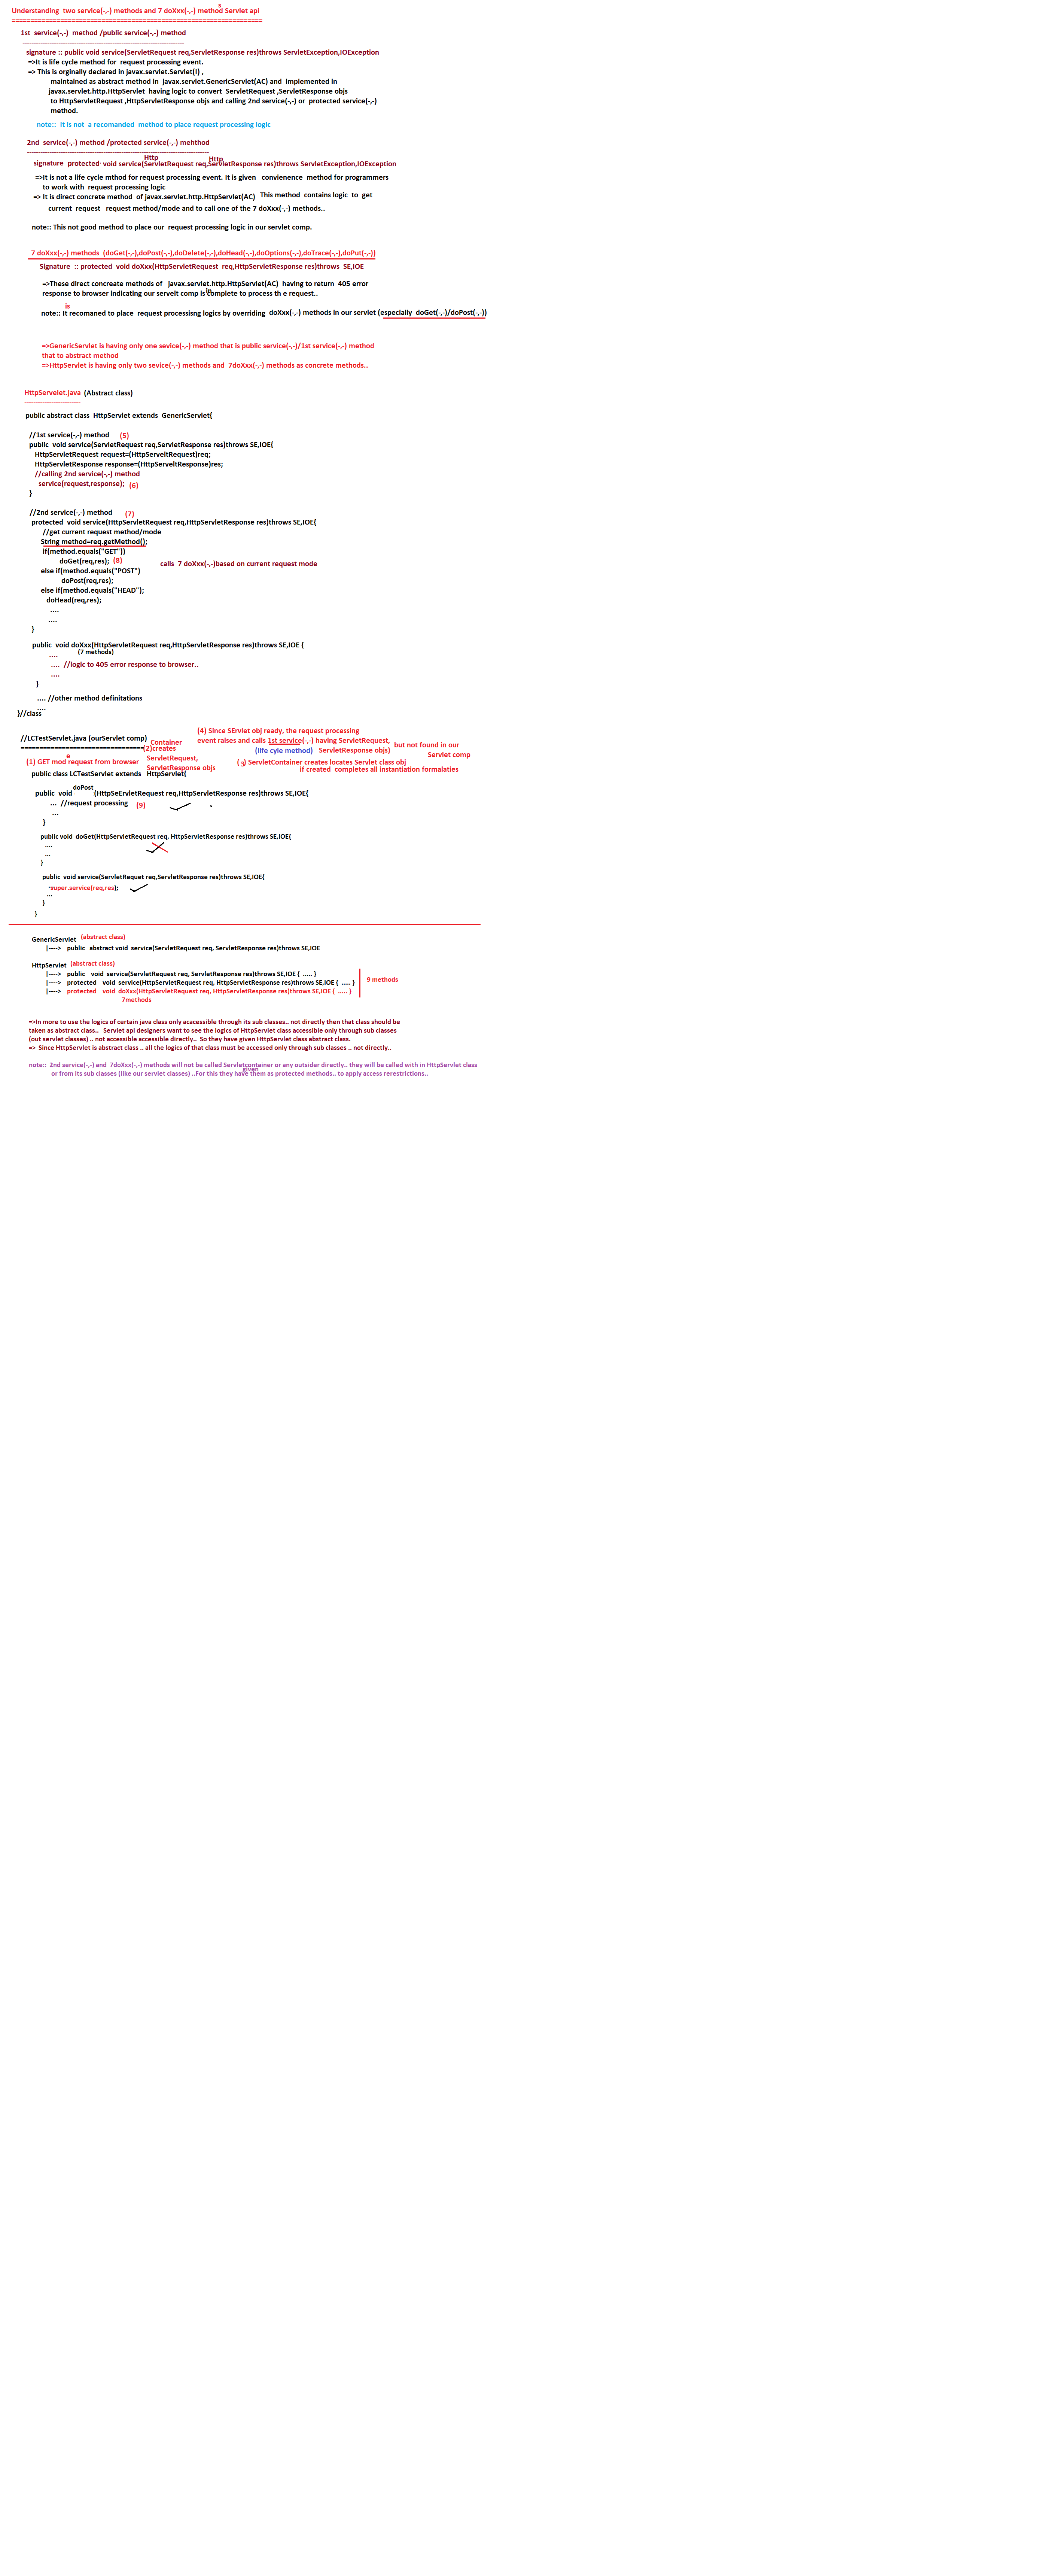 Understanding  two service(-,-) methods and 7 doXxx(-,-) methods Servlet api
====================================================================
1st  service(-,-)  method /public service(-,-) method
--------------------------------------------------------------------------
signature :: public void service(ServletRequest req,ServletResponse res)throws ServletException,IOException
=>It is life cycle method for  request processing event.
=> This is orginally declared in javax.servlet.Servlet(I) ,
maintained as abstract method in  javax.servlet.GenericServlet(AC) and  implemented in
javax.servlet.http.HttpServlet  having logic to convert  ServletRequest ,ServletResponse objs
to HttpServletRequest ,HttpServletResponse objs and calling 2nd service(-,-) or  protected service(-,-)
method.
note::  It is not  a recomanded  method to place request processing logic
2nd  service(-,-) method /protected service(-,-) mehthod
--------------------------------------------------------------------------
Http Http
signature  protected  void service(ServletRequest req,ServletResponse res)throws ServletException,IOException
=>It is not a life cycle mthod for request processing event. It is given   convienence  method for programmers
to work with  request processing logic
=> It is direct concrete method  of javax.servlet.http.HttpServlet(AC)  This method  contains logic  to  get
current  request   request method/mode and to call one of the 7 doXxx(-,-) methods..
note:: This not good method to place our  request processing logic in our servlet comp.
7 doXxx(-,-) methods  (doGet(-,-),doPost(-,-),doDelete(-,-),doHead(-,-),doOptions(-,-),doTrace(-,-),doPut(-,-))
Signature  :: protected  void doXxx(HttpServletRequest  req,HttpServletResponse res)throws  SE,IOE
=>These direct concreate methods of   javax.servlet.http.HttpServlet(AC)  having to return  405 error
response to browser indicating our servelt comp is incomplete to process th e request..
is
note:: It recomaned to place  request processisng logics by overriding  doXxx(-,-) methods in our servlet (especially  doGet(-,-)/doPost(-,-))
=>GenericServlet is having only one sevice(-,-) method that is public service(-,-)/1st service(-,-) method
that to abstract method
=>HttpServlet is having only two sevice(-,-) methods and  7doXxx(-,-) methods as concrete methods..
HttpServelet.java (Abstract class)
--------------------------
public abstract class  HttpServlet extends  GenericServlet{
//1st service(-,-) method (5)
public  void service(ServletRequest req,ServletResponse res)throws SE,IOE{
HttpServletRequest request=(HttpServeltRequest)req;
HttpServletResponse response=(HttpServeltResponse)res;
//calling 2nd service(-,-) method
service(request,response); (6)
}
//2nd service(-,-) method (7)
protected  void service(HttpServletRequest req,HttpServletResponse res)throws SE,IOE{
//get current request method/mode
String method=req.getMethod();
if(method.equals("GET"))
doGet(req,res); (8) calls  7 doXxx(-,-)based on current request mode
else if(method.equals("POST")
doPost(req,res);
else if(method.equals("HEAD");
doHead(req,res);
....
....
}
public  void doXxx(HttpServletRequest req,HttpServletResponse res)throws SE,IOE {
(7 methods)
....
....  //logic to 405 error response to browser..
....
}
.... //other method definitations
....
}//class
//LCTestServlet.java (ourServlet comp)
==================================
(1) GET mode request from browser
(2)Container creates
ServletRequest,
ServletResponse objs
(4) Since SErvlet obj ready, the request processing
event raises and calls 1st service(-,-) having ServletRequest,
(life cyle method) ServletResponse objs) but not found in our
Servlet comp
(3) ServletContainer creates locates Servlet class obj
if created  completes all instantiation formalaties
public class LCTestServlet extends   HttpServlet{
public  void doPost(HttpSeErvletRequest req,HttpServletResponse res)throws SE,IOE{
...  //request processing (9)
...
}
public void  doGet(HttpServletRequest req, HttpServletResponse res)throws SE,IOE{
....
...
}
public void service(ServletRequet req,ServletResponse res)throws SE,IOE{
super.service(req,res);
...
}
}
GenericServlet (abstract class)
|---->   public   abstract void  service(ServletRequest req, ServletResponse res)throws SE,IOE
HttpServlet (abstract class)
|---->   public   void  service(ServletRequest req, ServletResponse res)throws SE,IOE {  ..... }
|---->   protected   void  service(HttpServletRequest req, HttpServletResponse res)throws SE,IOE {  ..... } 9 methods
|---->   protected   void  doXxx(HttpServletRequest req, HttpServletResponse res)throws SE,IOE {  ..... }
7methods
=>In more to use the logics of certain java class only acacessible through its sub classes.. not directly then that class should be
taken as abstract class..   Servlet api designers want to see the logics of HttpServlet class accessible only through sub classes
(out servlet classes) .. not accessible accessible directly..  So they have given HttpServlet class abstract class.
=>  Since HttpServlet is abstract class .. all the logics of that class must be accessed only through sub classes .. not directly..
note::  2nd service(-,-) and  7doXxx(-,-) methods will not be called Servletcontainer or any outsider directly.. they will be called with in HttpServlet class
or from its sub classes (like our servlet classes) ..For this they have given them as protected methods.. to apply access rerestrictions..